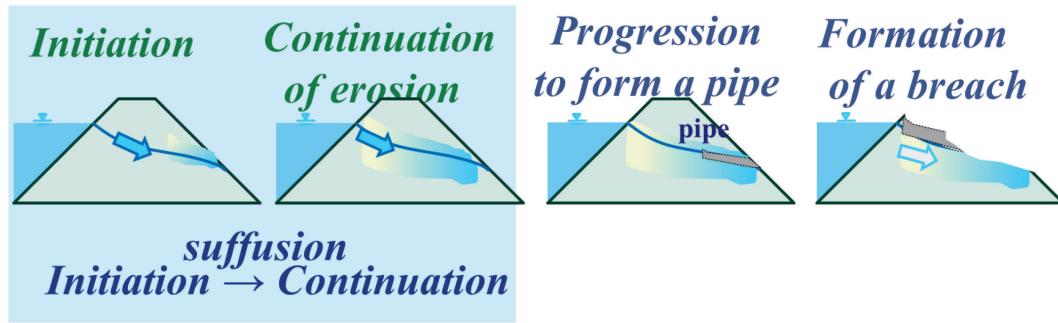 Initiation
Continuation
of erosion
Progression
to form a pipe
pipe
Formation
of a breach
suffusion
Initiation → Continuation